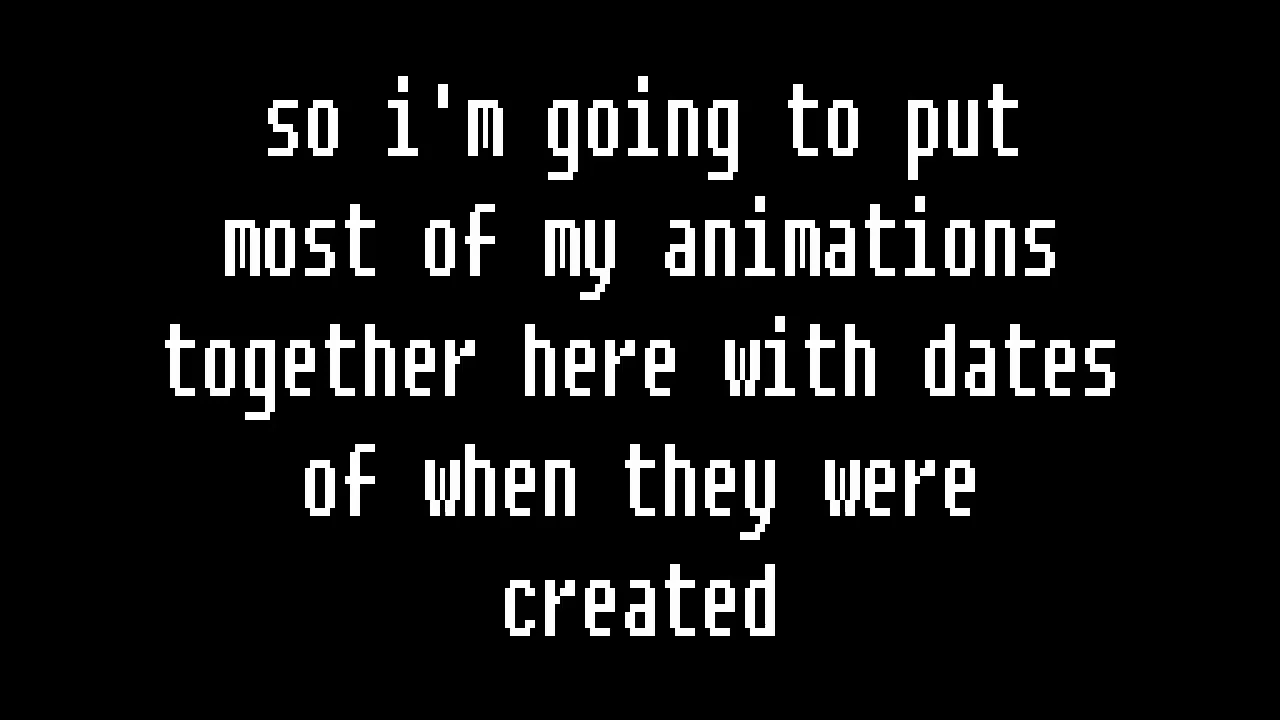 so i'm going to put
most of my animations
together here with dates
of when they were
created